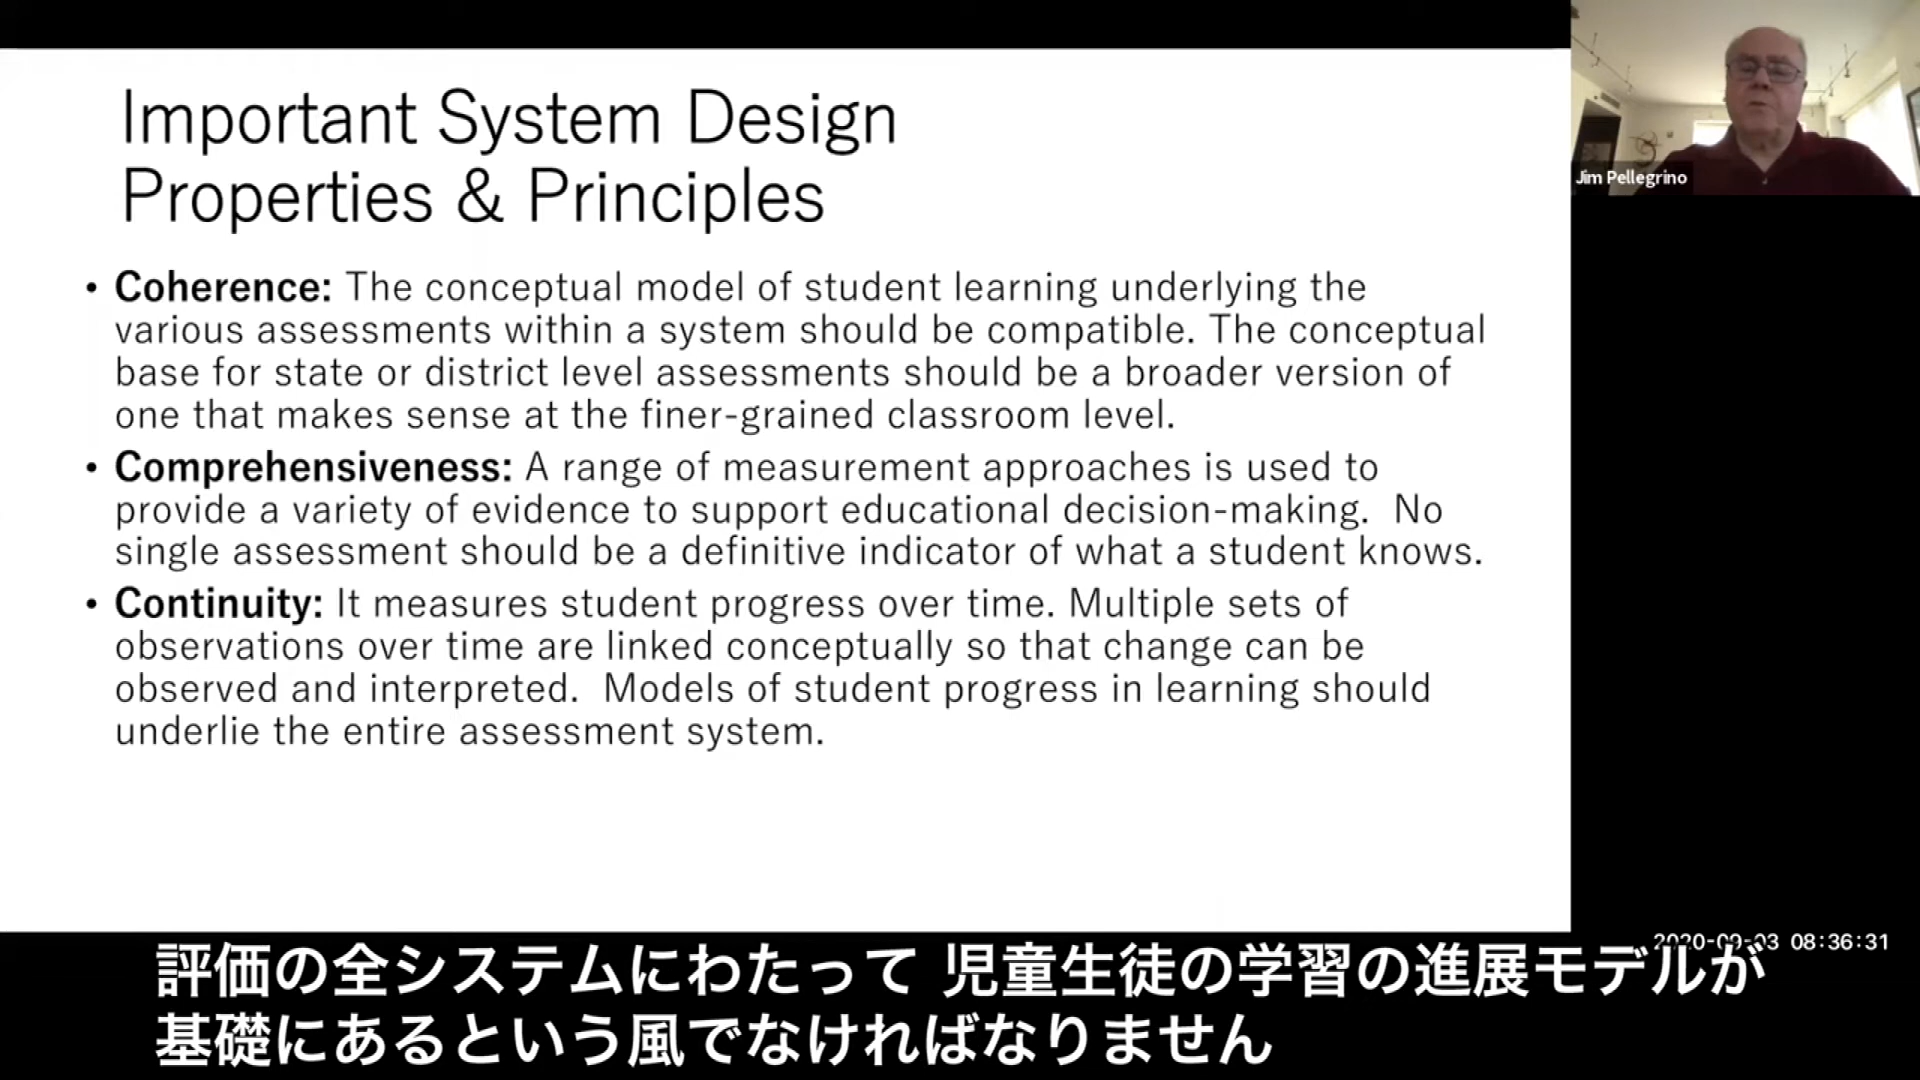 Important System Design
Properties & Principles
• Coherence: The conceptual model of student learning underlying the
various assessments within a system should be compatible. The conceptual
base for state or district level assessments should be a broader version of
one that makes sense at the finer-grained classroom level.
• Comprehensiveness: A range of measurement approaches is used to
provide a variety of evidence to support educational decision-making.  No
single assessment should be a definitive indicator of what a student knows.
• Continuity: It measures student progress over time. Multiple sets of
observations over time are linked conceptually so that change can be
observed and interpreted.  Models of student progress in learning should
underlie the entire assessment system.
Jim Pellegrino
2020-09-03 08:36:31
評価の全システムにわたって 児童生徒の学習の進展モデルが
基礎にあるという風でなければなりません